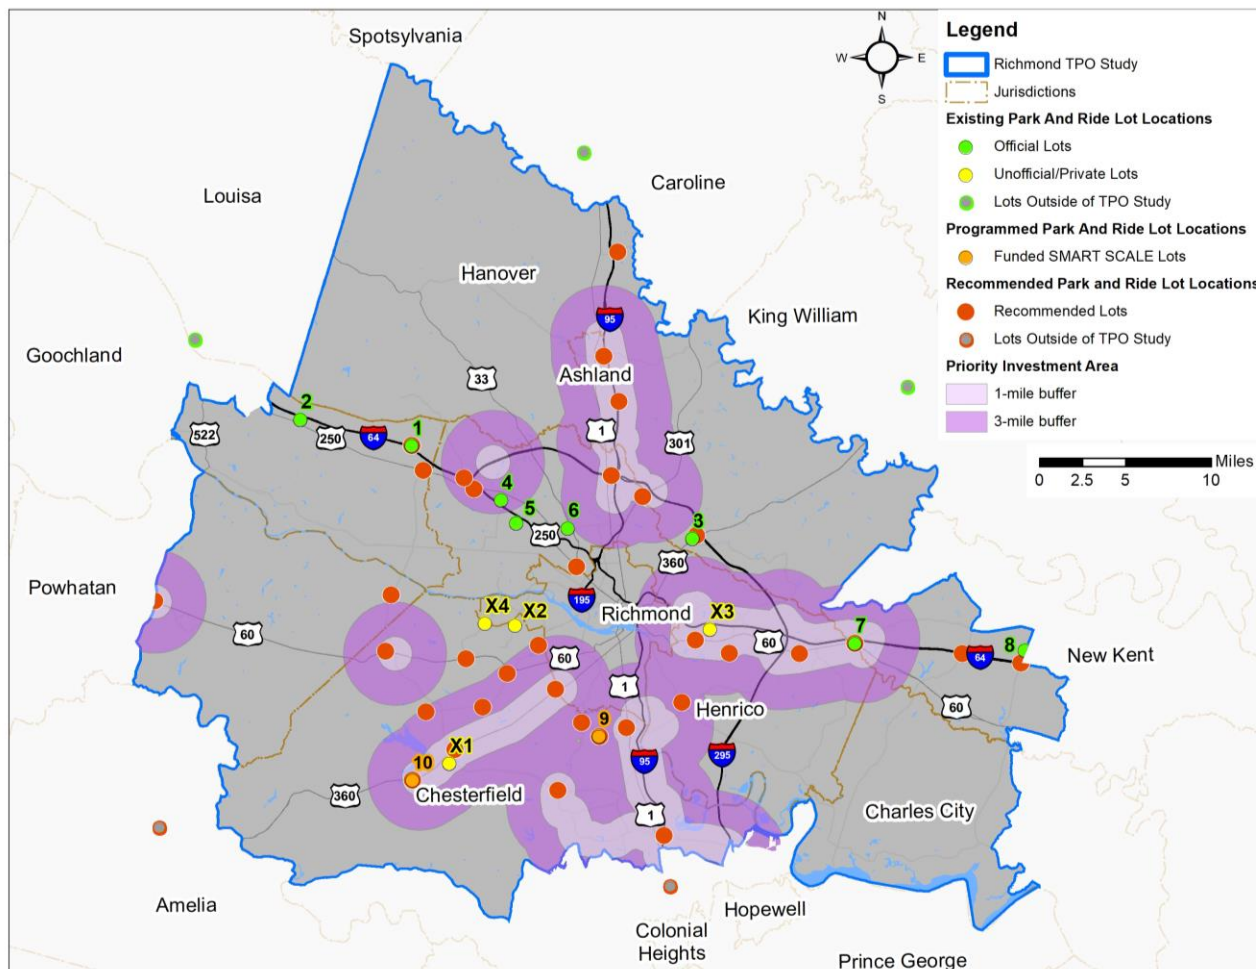 Spotsylvania
N
W
E
S
Louisa
Caroline
Hanover
King William
Goochland
95
33
Ashland
2
1
522
250
64
1
301
4
5
6
250
3
360
Powhatan
195
Richmond
X4
X2
X3
7
60
60
60
8
64
New Kent
1
60
Henrico
9
X1
10
95
295
Chesterfield
360
1
Charles City
Amelia
Hopewell
Colonial
Heights
Prince George
Legend
Richmond TPO Study
Jurisdictions
Existing Park And Ride Lot Locations
Official Lots
Unofficial/Private Lots
Lots Outside of TPO Study
Programmed Park And Ride Lot Locations
Funded SMART SCALE Lots
Recommended Park and Ride Lot Locations
Recommended Lots
Lots Outside of TPO Study
Priority Investment Area
1-mile buffer
3-mile buffer
Miles
0 2.5 5 10